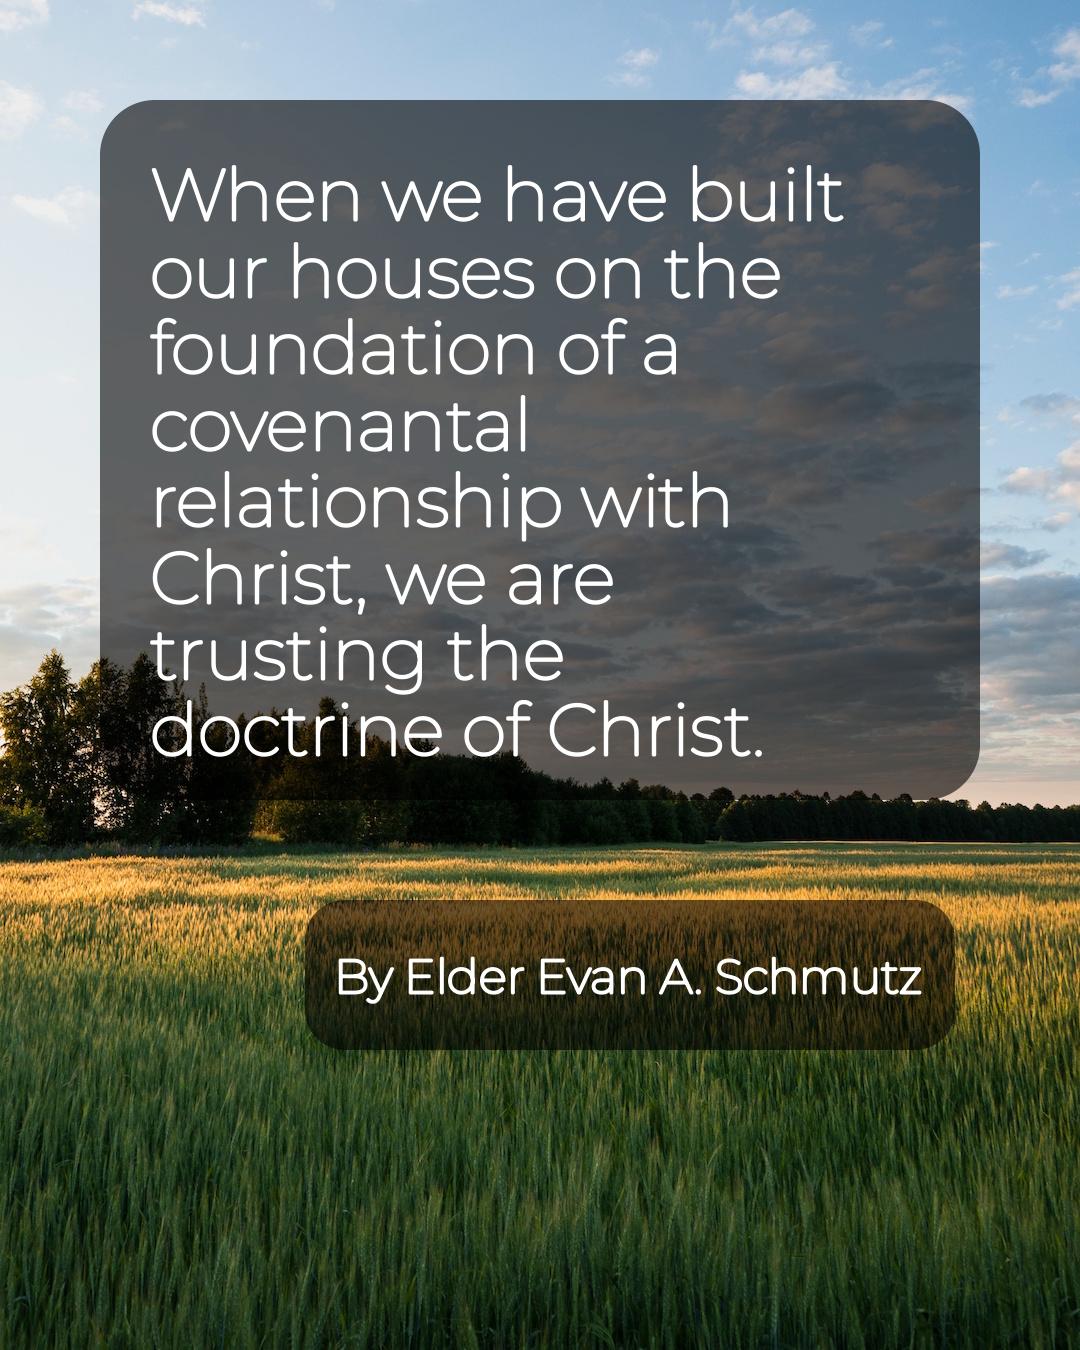 When we have built
our houses on the
foundation of a
covenantal
relationship with
Christ, we are
trusting the
doctrine of Christ.
By Elder Evan A. Schmutz